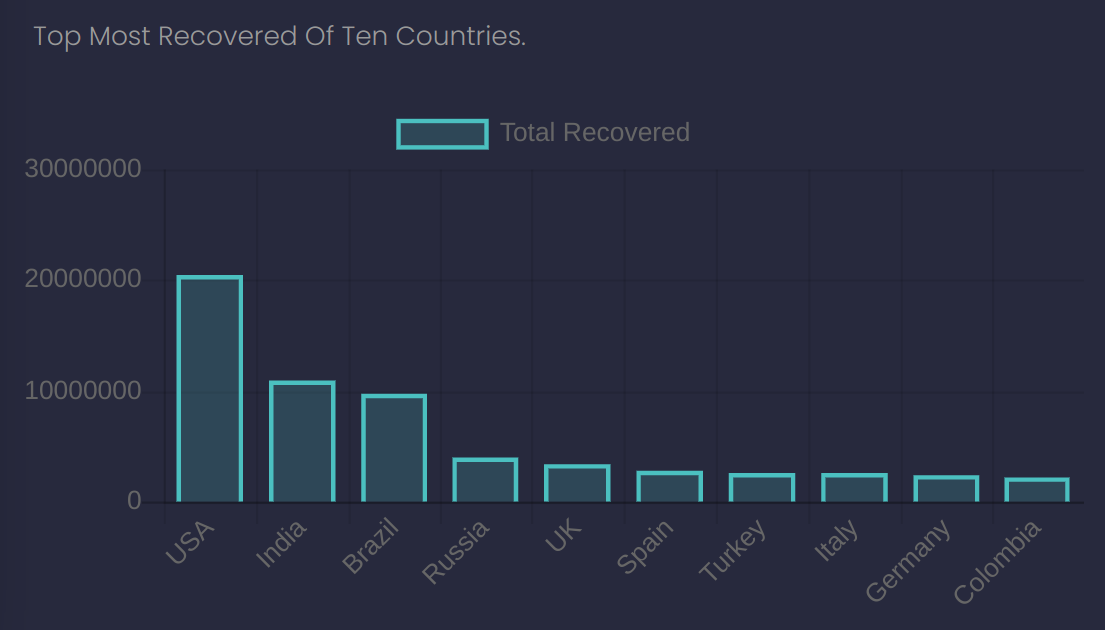 Top Most Recovered Of Ten Countries.
Total Recovered
30000000
20000000
10000000
0
USA
India
Brazil
Russia
UK
Spain
Turkey
Italy
Germany
Colombia